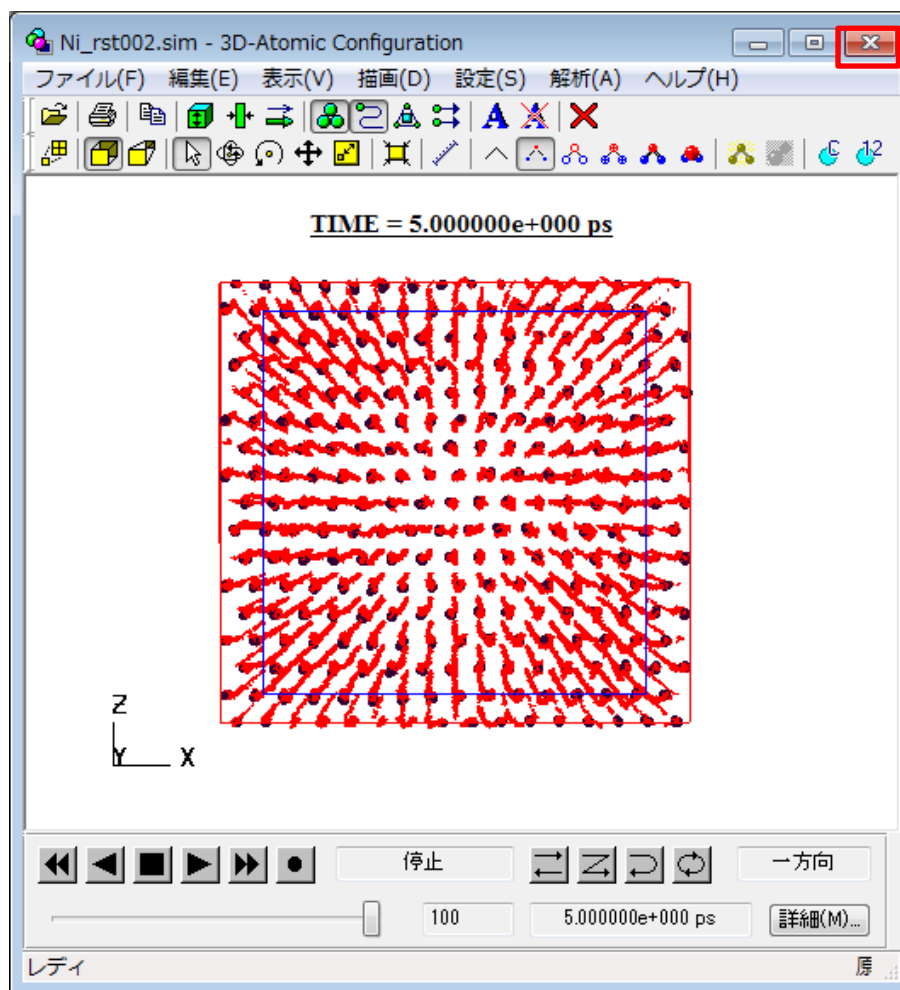 Ni_rst002.sim - 3D-Atomic Configuration
ファイル(F) 編集(E) 表示(V) 描画(D) 設定(S) 解析(A) ヘルプ(H)
A A
C 12
TIME = 5.000000e+000 ps
Z
Y X
停止 一方向
100 5.000000e+000 ps 詳細(M)...
レディ 原